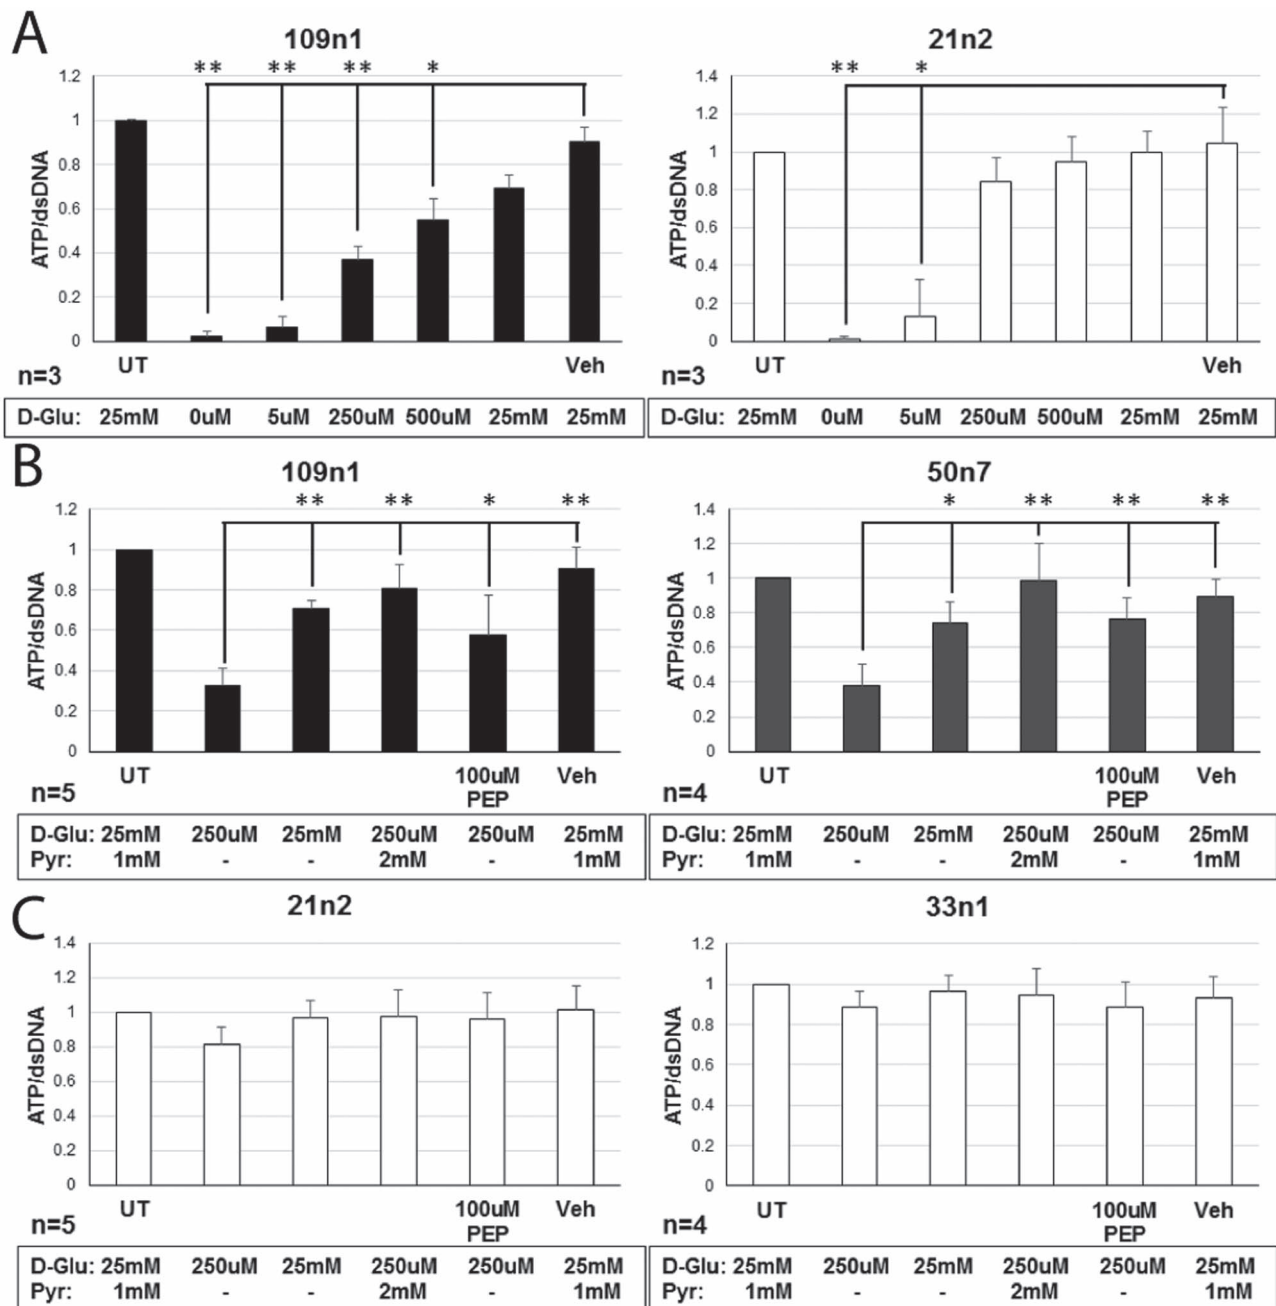 A
109n1
** ** ** *
1.2
1
0.8
0.6
0.4
0.2
0
ATP/dsDNA
UT Veh
n=3
D-Glu: 25mM 0uM 5uM 250uM 500uM 25mM 25mM
21n2
** *
1.4
1.2
1
0.8
0.6
0.4
0.2
0
ATP/dsDNA
UT Veh
n=3
D-Glu: 25mM 0uM 5uM 250uM 500uM 25mM 25mM
B
109n1
** ** * **
1.2
1
0.8
0.6
0.4
0.2
0
ATP/dsDNA
UT 100uM Veh
PEP
n=5
D-Glu: 25mM 250uM 25mM 250uM 250uM 25mM
Pyr: 1mM - - 2mM - 1mM
50n7
* ** ** **
1.4
1.2
1
0.8
0.6
0.4
0.2
0
ATP/dsDNA
UT 100uM Veh
PEP
n=4
D-Glu: 25mM 250uM 25mM 250uM 250uM 25mM
Pyr: 1mM - - 2mM - 1mM
C
21n2
1.4
1.2
1
0.8
0.6
0.4
0.2
0
ATP/dsDNA
UT 100uM Veh
PEP
n=5
D-Glu: 25mM 250uM 25mM 250uM 250uM 25mM
Pyr: 1mM - - 2mM - 1mM
33n1
1.2
1
0.8
0.6
0.4
0.2
0
ATP/dsDNA
UT 100uM Veh
PEP
n=4
D-Glu: 25mM 250uM 25mM 250uM 250uM 25mM
Pyr: 1mM - - 2mM - 1mM